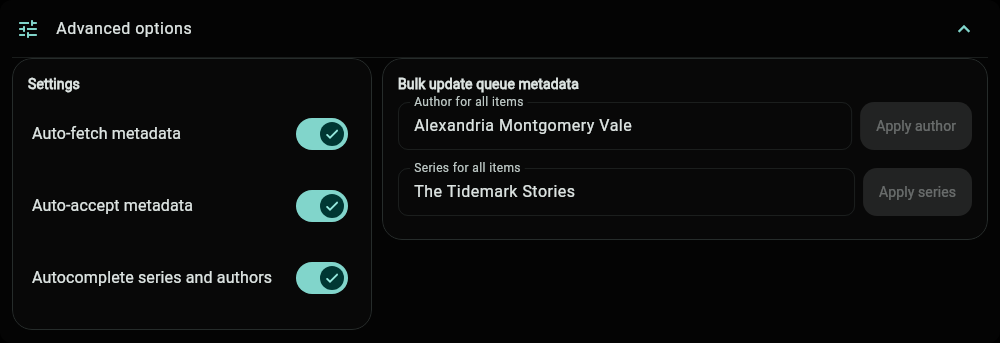 Advanced options
Settings
Auto-fetch metadata
Auto-accept metadata
Autocomplete series and authors
Bulk update queue metadata
Author for all items
Alexandria Montgomery Vale
Apply author
Series for all items
The Tidemark Stories
Apply series